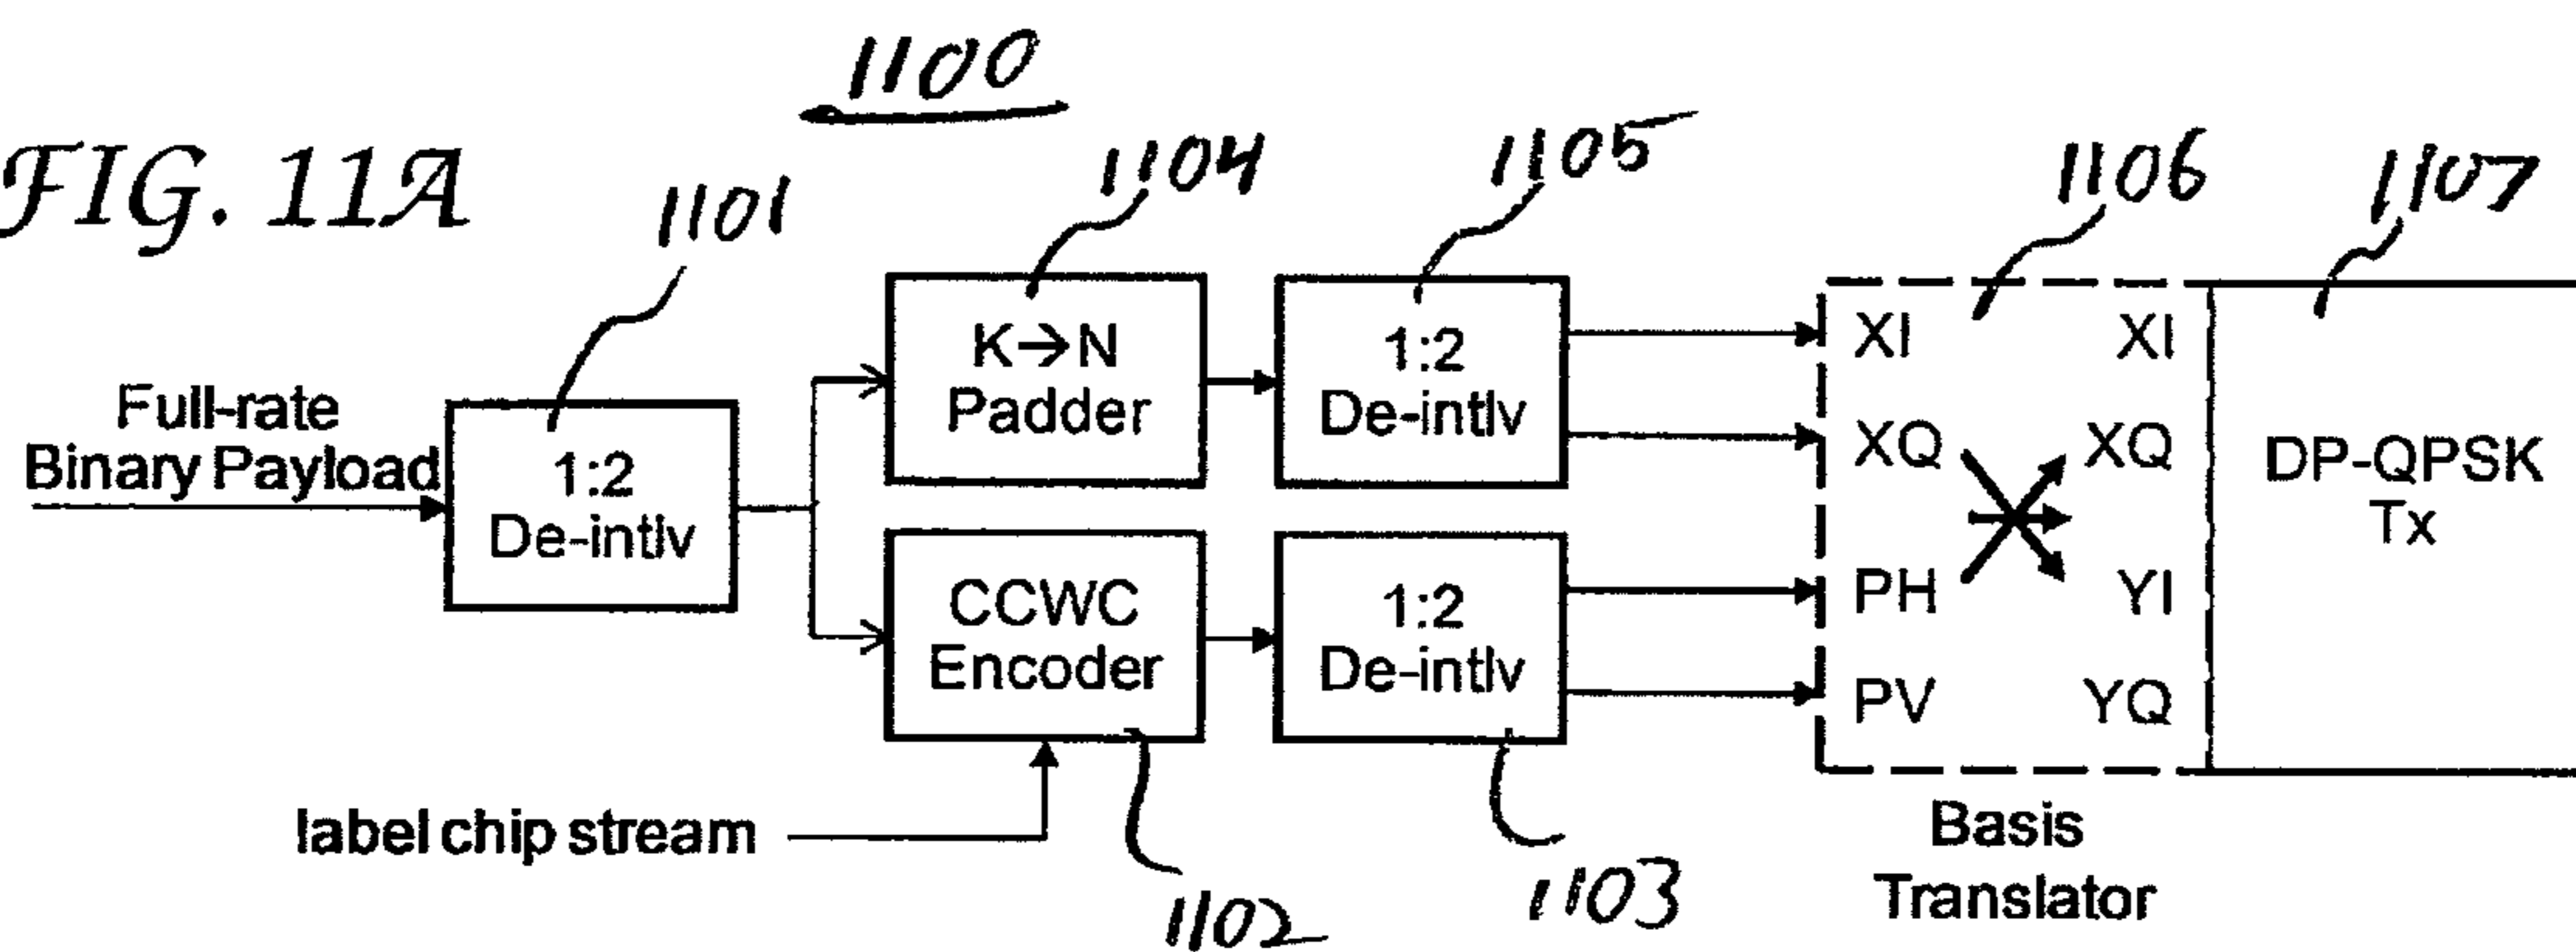 1100
FIG. 11A
1101
1104
1105
1106
1107
Full-rate
Binary Payload
1:2
De-intlv
K→N
Padder
1:2
De-intlv
CCWC
Encoder
1:2
De-intlv
label chip stream
1102
1103
XI XI
XQ XQ
PH YI
PV YQ
DP-QPSK
Tx
Basis
Translator